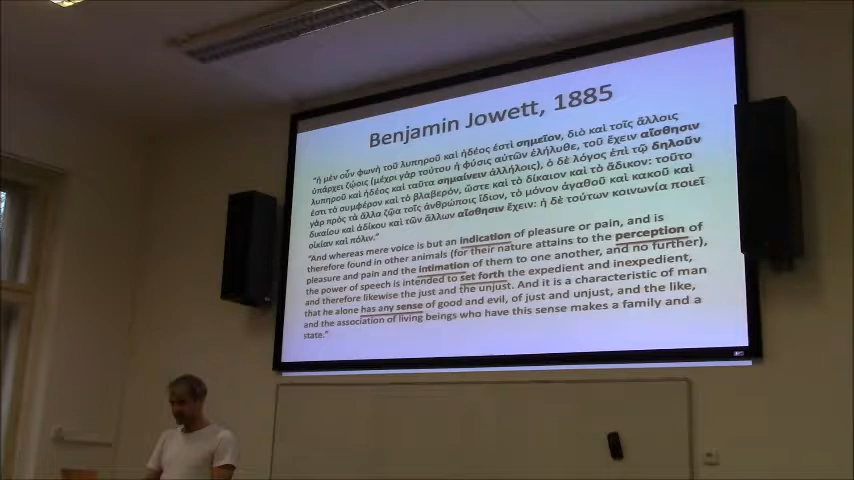 Benjamin Jowett, 1885
“ἡ μὲν οὖν φωνὴ τοῦ λυπηροῦ καὶ ἡδέος ἐστὶ σημεῖον, διὸ καὶ τοῖς ἄλλοις
ὑπάρχει ζῴοις (μέχρι γὰρ τούτου ἡ φύσις αὐτῶν ἐλήλυθε, τοῦ ἔχειν αἴσθησιν
λυπηροῦ καὶ ἡδέος καὶ ταῦτα σημαίνειν ἀλλήλοις), ὁ δὲ λόγος ἐπὶ τῷ δηλοῦν
ἐστι τὸ συμφέρον καὶ τὸ βλαβερόν, ὥστε καὶ τὸ δίκαιον καὶ τὸ ἄδικον: τοῦτο
γὰρ πρὸς τὰ ἄλλα ζῷα τοῖς ἀνθρώποις ἴδιον, τὸ μόνον ἀγαθοῦ καὶ κακοῦ καὶ
δικαίου καὶ ἀδίκου καὶ τῶν ἄλλων αἴσθησιν ἔχειν: ἡ δὲ τούτων κοινωνία ποιεῖ
οἰκίαν καὶ πόλιν.”
“And whereas mere voice is but an indication of pleasure or pain, and is
therefore found in other animals (for their nature attains to the perception of
pleasure and pain and the intimation of them to one another, and no further),
the power of speech is intended to set forth the expedient and inexpedient,
and therefore likewise the just and the unjust. And it is a characteristic of man
that he alone has any sense of good and evil, of just and unjust, and the like,
and the association of living beings who have this sense makes a family and a
state.”